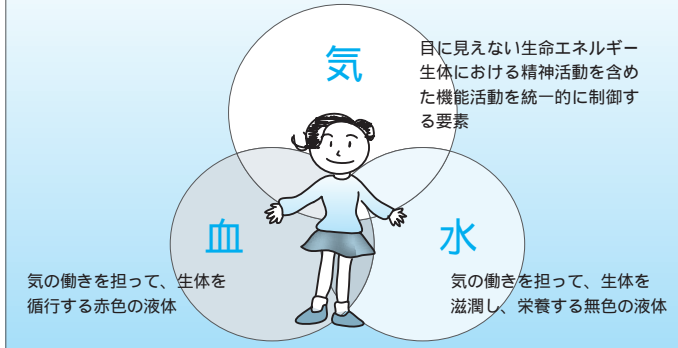 気
目に見えない生命エネルギー
生体における精神活動を含め
た機能活動を統一的に制御す
る要素
血
水
気の働きを担って、生体を
循行する赤色の液体
気の働きを担って、生体を
滋潤し、栄養する無色の液体